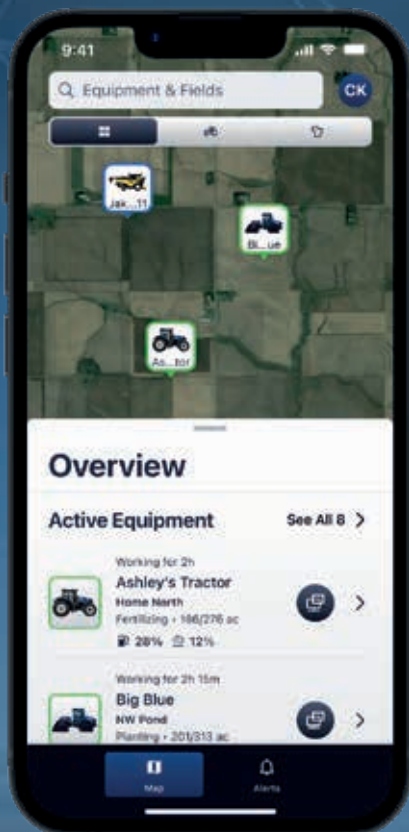 9:41
Equipment & Fields
CK
Jak...11
Bl...ue
As...tor
Overview
Active Equipment
See All 8
Working for 2h
Ashley's Tractor
Home North
Fertilizing • 186/276 ac
28% 12%
Working for 2h 15m
Big Blue
NW Pond
Planting • 201/313 ac
Map
Alerts